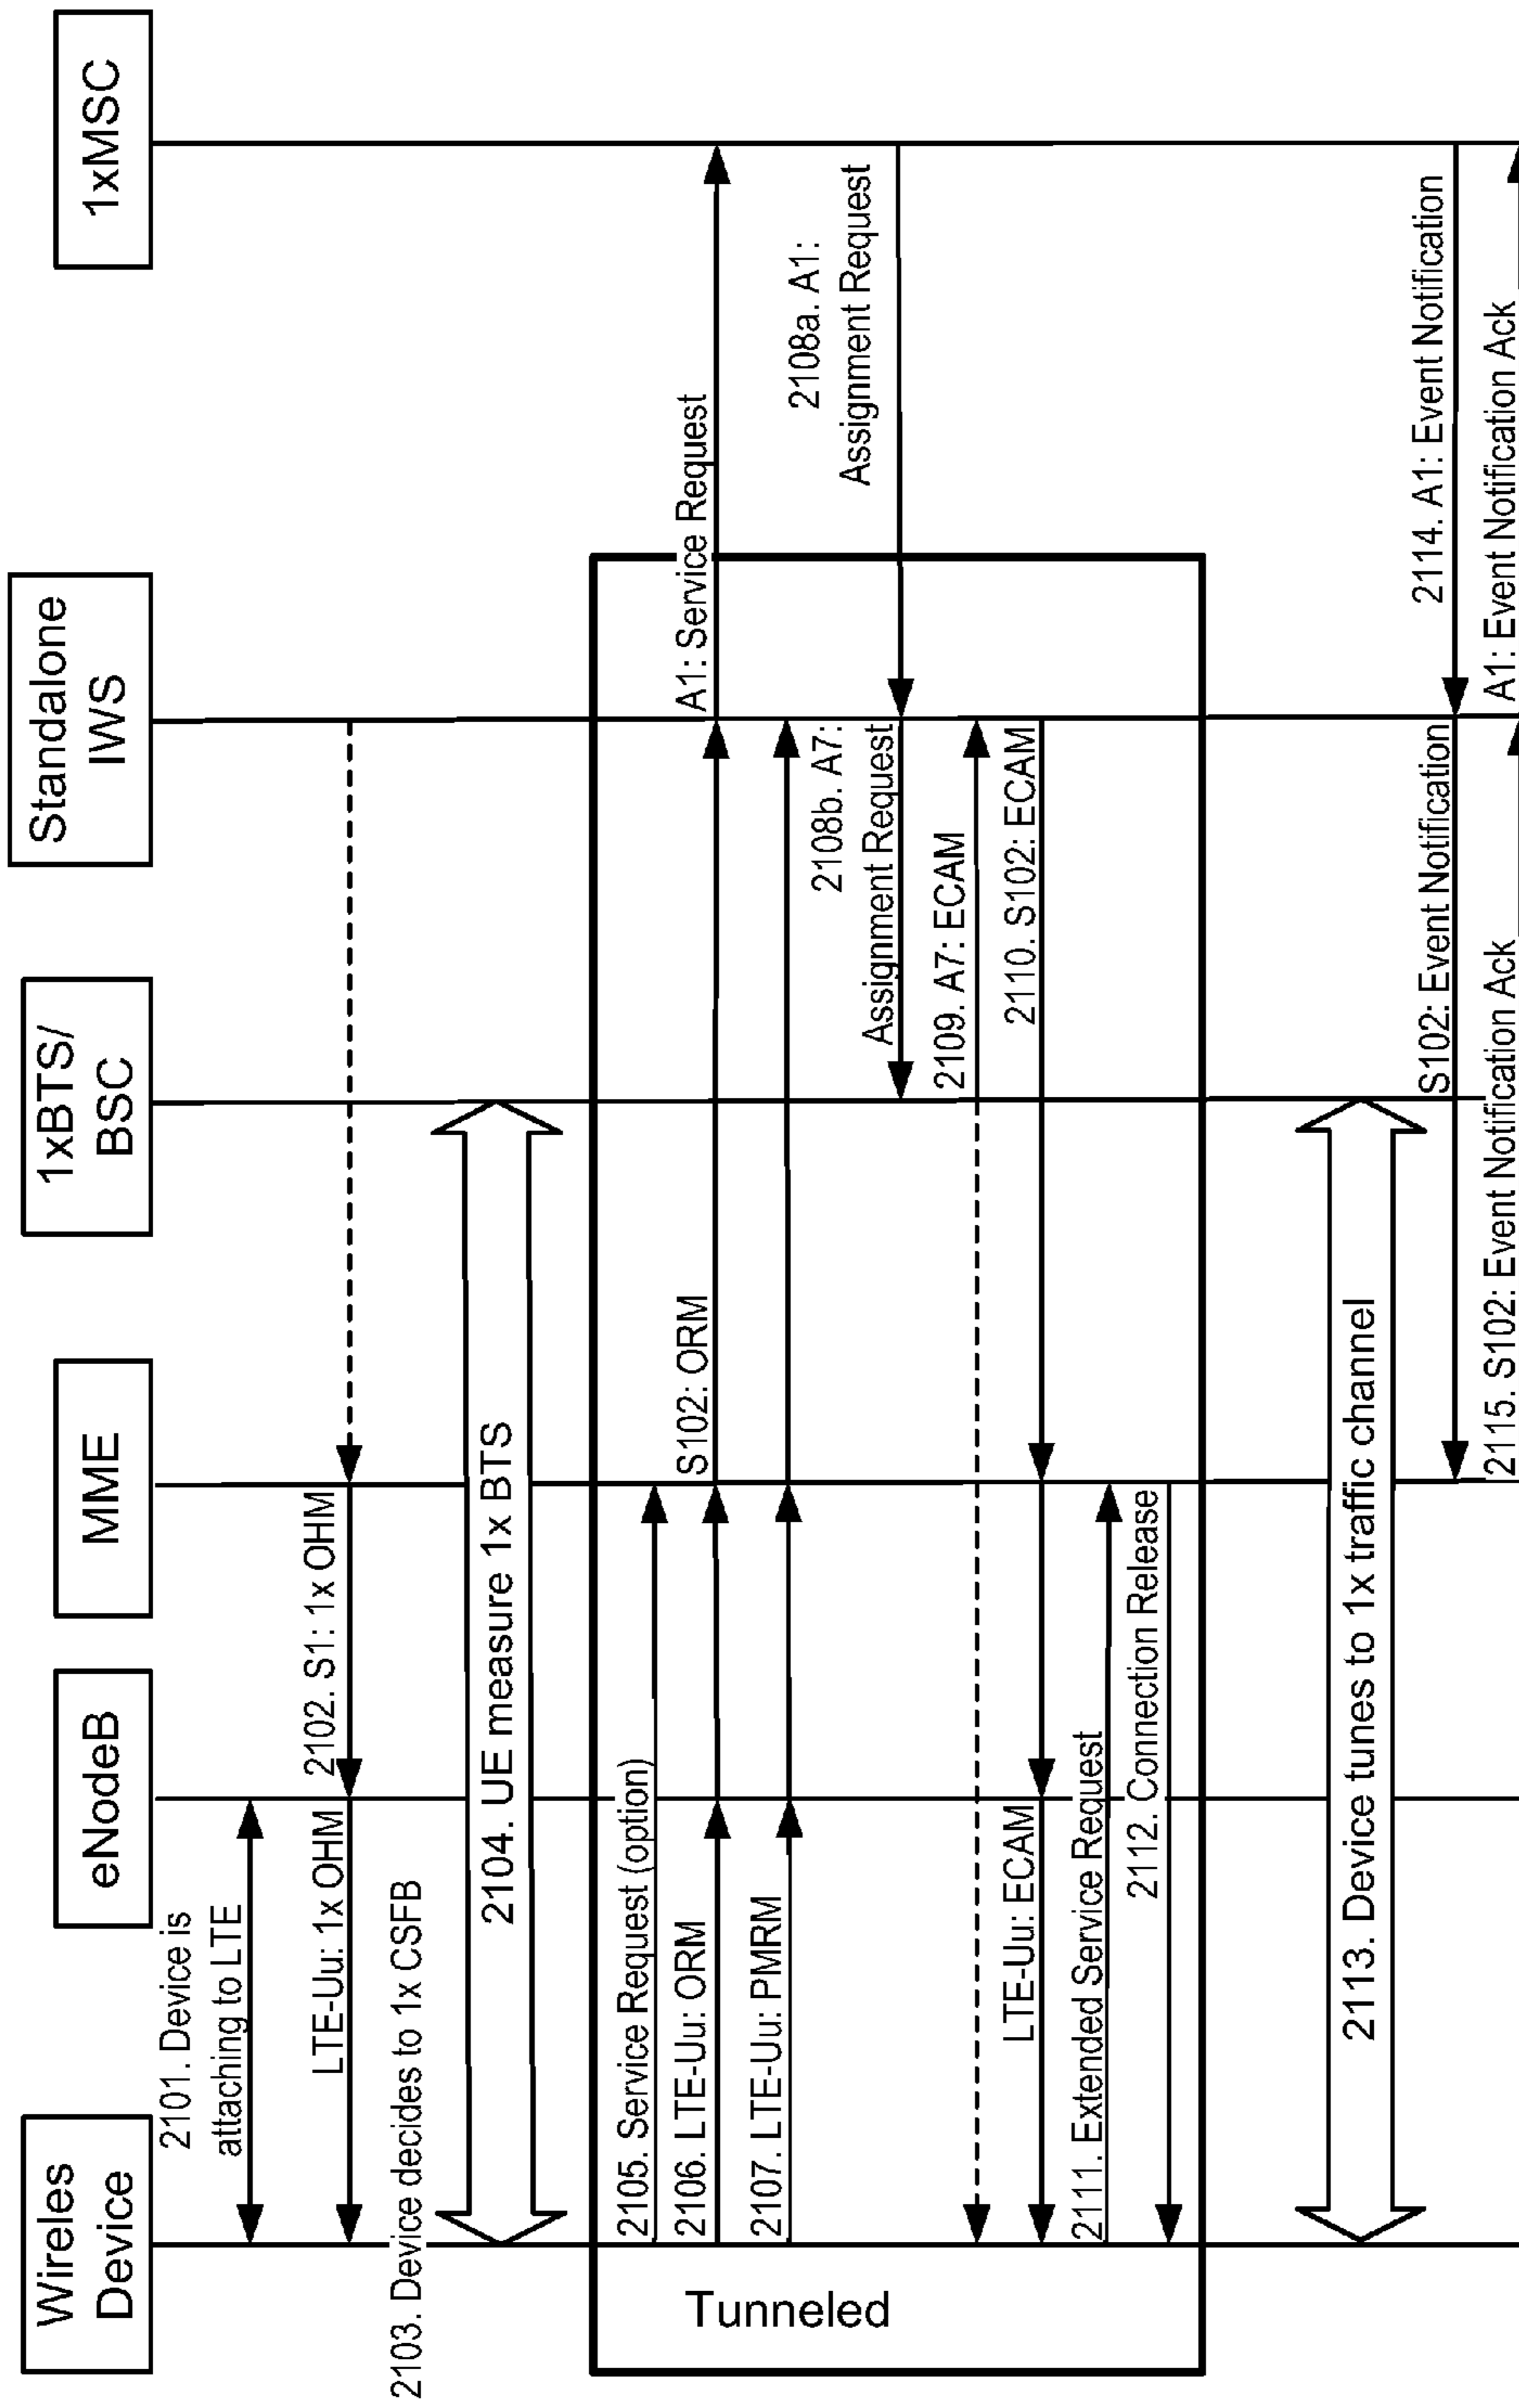 Wireles
Device
eNodeB
MME
1xBTS/
BSC
Standalone
IWS
1xMSC
2101. Device is
attaching to LTE
LTE-Uu: 1x OHM
2102. S1: 1x OHM
2103. Device decides to 1x CSFB
2104. UE measure 1x BTS
Tunneled
2105. Service Request (option)
2106. LTE-Uu: ORM
S102: ORM
A1: Service Request
2107. LTE-Uu: PMRM
2108a. A1:
Assignment Request
2108b. A7:
Assignment Request
2109. A7: ECAM
2110. S102: ECAM
LTE-Uu: ECAM
2111. Extended Service Request
2112. Connection Release
2113. Device tunes to 1x traffic channel
2114. A1: Event Notification
S102: Event Notification
2115. S102: Event Notification Ack
A1: Event Notification Ack